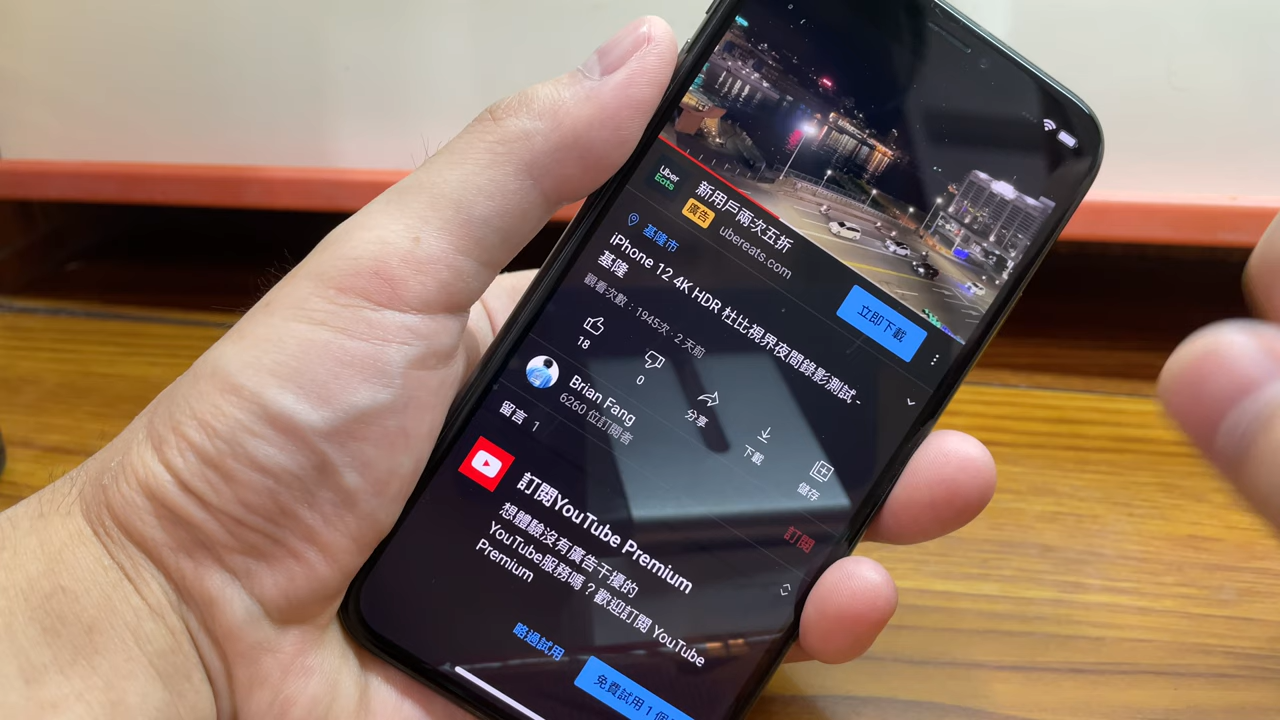 Uber
Eats
新用戶兩次五折
廣告
ubereats.com
立即下載
基隆市
iPhone 12 4K HDR 杜比視界夜間錄影測試 -
基隆
觀看次數：1945次 · 2 天前
18
0
分享
下載
儲存
Brian Fang
6260 位訂閱者
訂閱
留言 1
訂閱YouTube Premium
想體驗沒有廣告干擾的
YouTube服務嗎？歡迎訂閱 YouTube
Premium
略過試用
免費試用 1 個